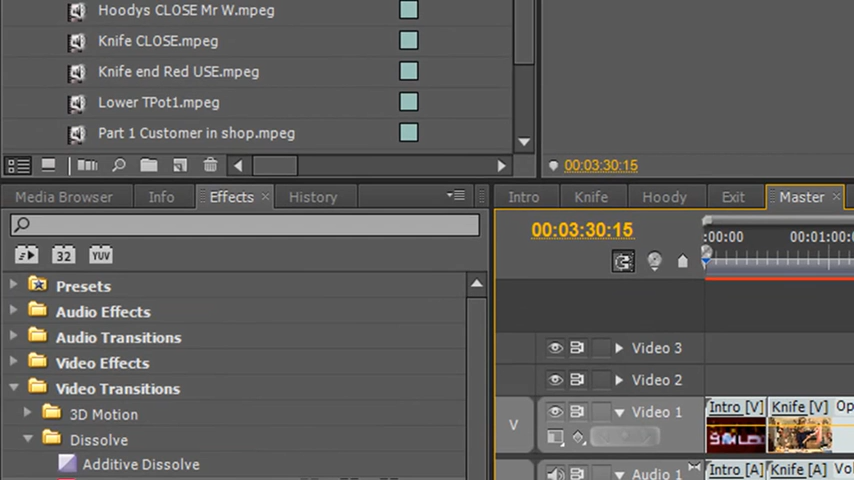 Hoodys CLOSE Mr W.mpeg
Knife CLOSE.mpeg
Knife end Red USE.mpeg
Lower TPot1.mpeg
Part 1 Customer in shop.mpeg
00:03:30:15
Media Browser Info Effects × History
Intro Knife Hoody Exit Master ×
00:03:30:15
:00:00 00:01:00:
32 YUV
Presets
Audio Effects
Audio Transitions
Video Effects
Video Transitions
3D Motion
Dissolve
Additive Dissolve
Video 3
Video 2
V Video 1
Intro [V] Knife [V] Op
Audio 1
Intro [A] Knife [A] Vol